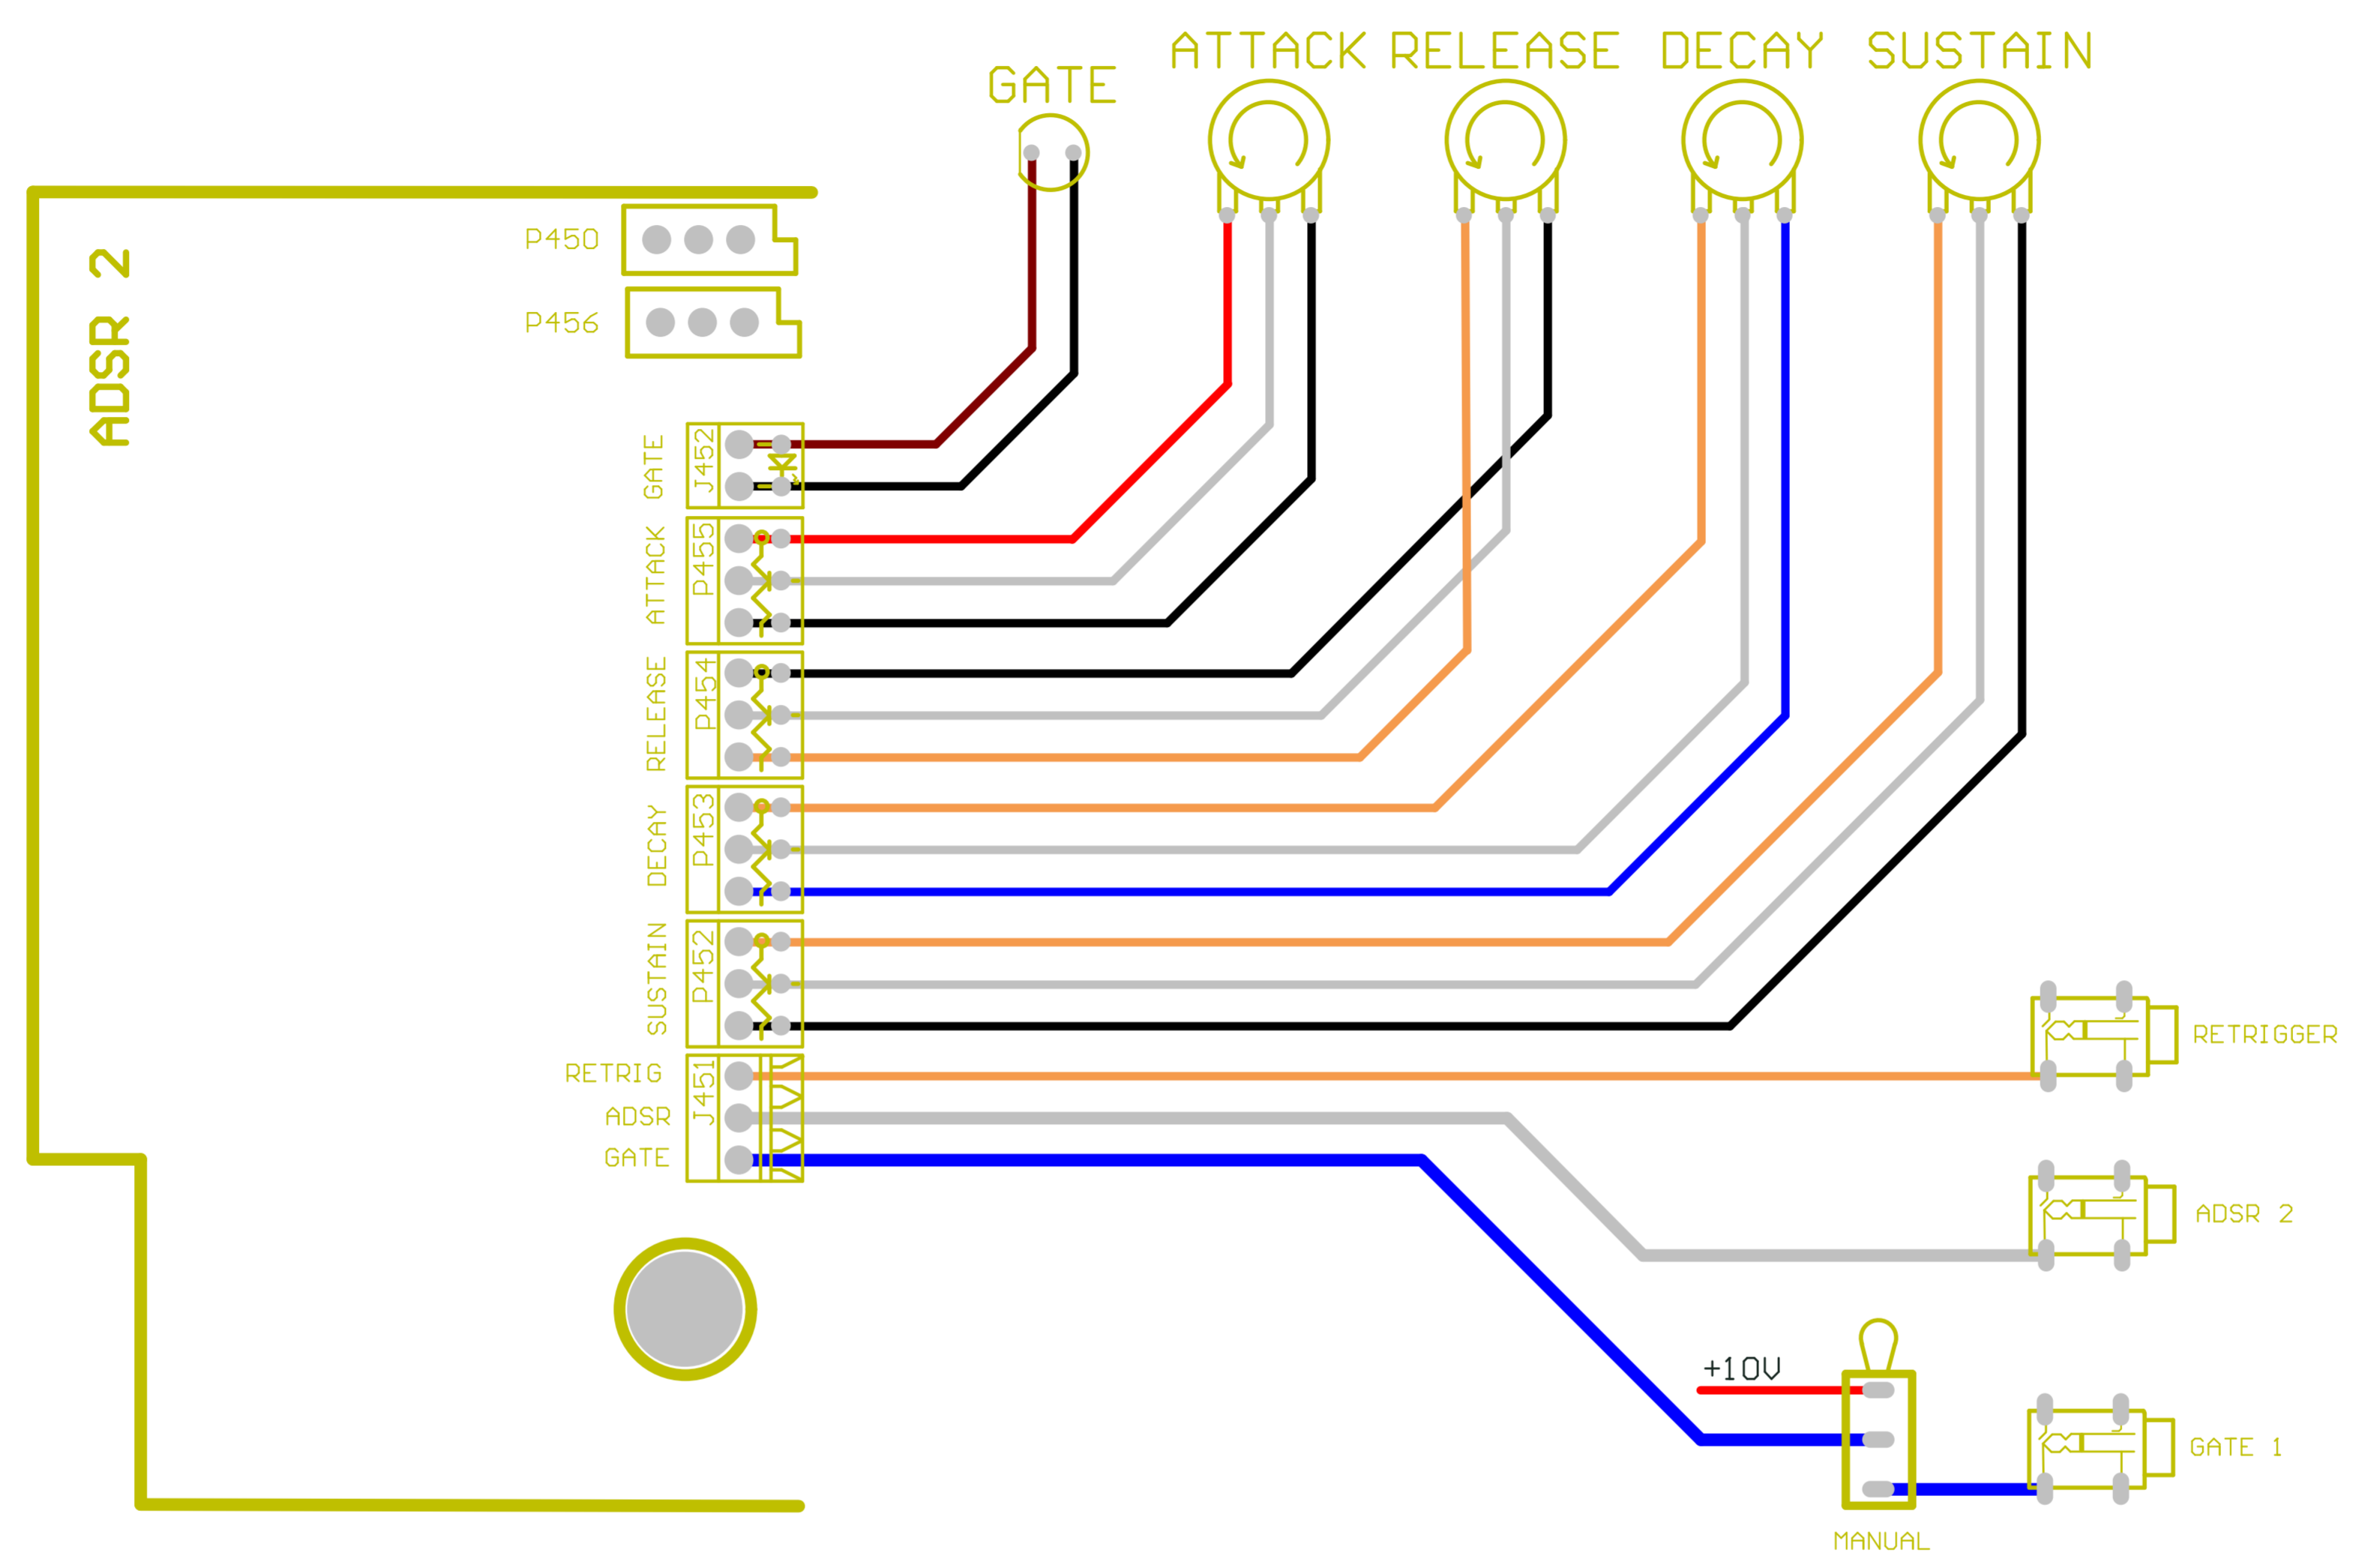 GATE
ATTACK
RELEASE
DECAY
SUSTAIN
ADSR 2
P450
P456
GATE
J452
ATTACK
P455
RELEASE
P454
DECAY
P453
SUSTAIN
P452
RETRIG
ADSR
GATE
J451
RETRIGGER
ADSR 2
+10V
GATE 1
MANUAL